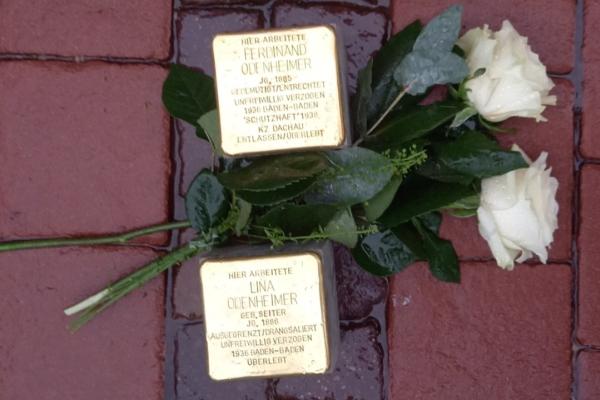 HIER ARBEITETE
FERDINAND
ODENHEIMER
JG. 1885
GEDEMÜTIGT/ENTRECHTET
UNFREIWILLIG VERZOGEN
1936 BADEN-BADEN
"SCHUTZHAFT" 1938
KZ DACHAU
ENTLASSEN/ÜBERLEBT
HIER ARBEITETE
LINA
ODENHEIMER
GEB. SEITER
JG. 1886
AUSGEGRENZT/DRANGSALIERT
UNFREIWILLIG VERZOGEN
1936 BADEN-BADEN
ÜBERLEBT